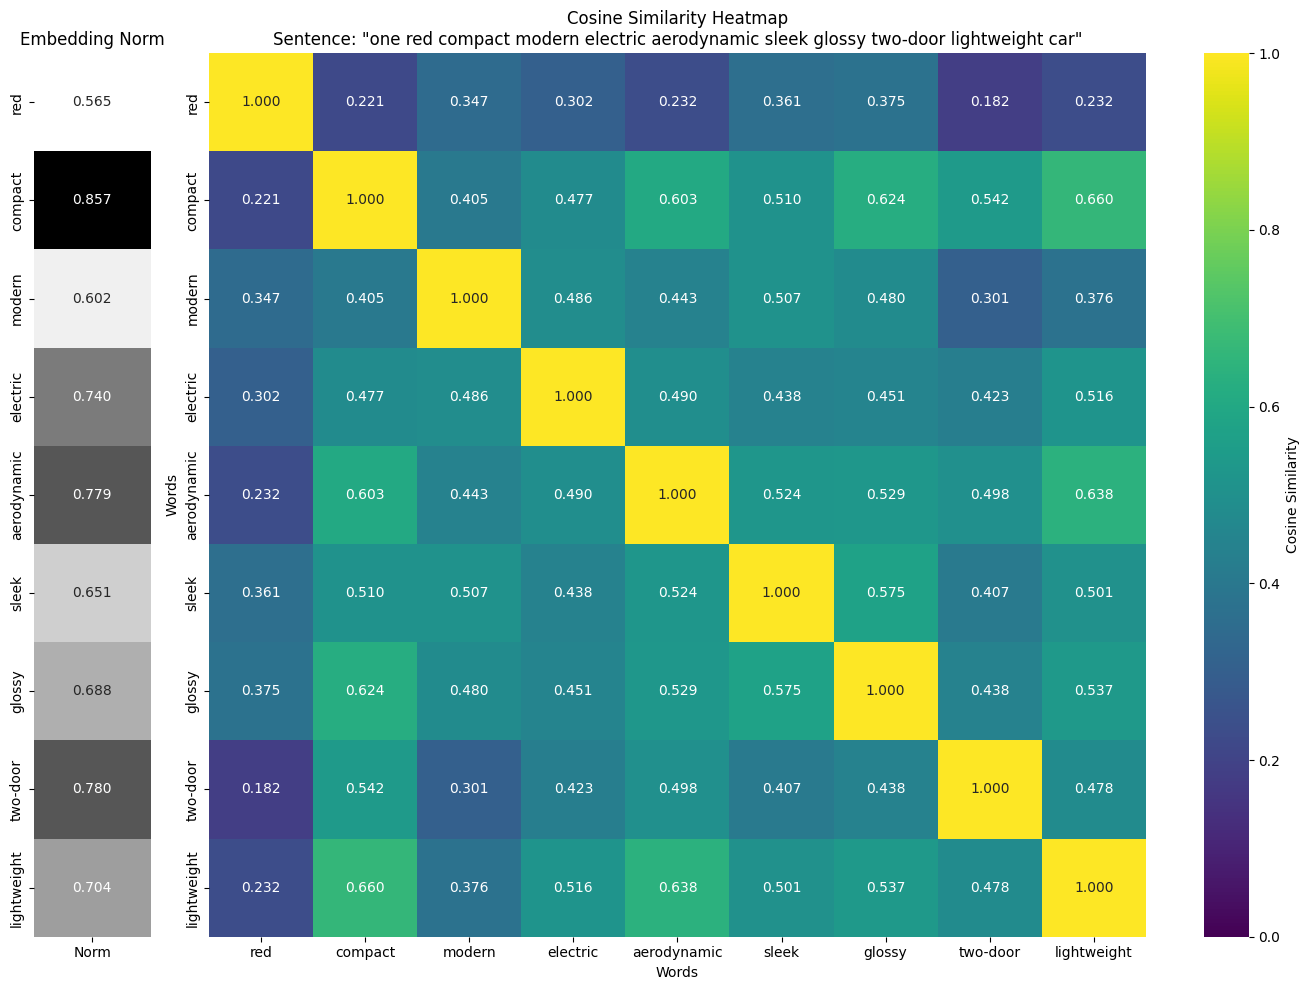 Cosine Similarity Heatmap
Embedding Norm
Sentence: "one red compact modern electric aerodynamic sleek glossy two-door lightweight car"
red 0.565
compact 0.857
modern 0.602
electric 0.740
aerodynamic 0.779
sleek 0.651
glossy 0.688
two-door 0.780
lightweight 0.704
Norm
Words
red 1.000 0.221 0.347 0.302 0.232 0.361 0.375 0.182 0.232
compact 0.221 1.000 0.405 0.477 0.603 0.510 0.624 0.542 0.660
modern 0.347 0.405 1.000 0.486 0.443 0.507 0.480 0.301 0.376
electric 0.302 0.477 0.486 1.000 0.490 0.438 0.451 0.423 0.516
aerodynamic 0.232 0.603 0.443 0.490 1.000 0.524 0.529 0.498 0.638
sleek 0.361 0.510 0.507 0.438 0.524 1.000 0.575 0.407 0.501
glossy 0.375 0.624 0.480 0.451 0.529 0.575 1.000 0.438 0.537
two-door 0.182 0.542 0.301 0.423 0.498 0.407 0.438 1.000 0.478
lightweight 0.232 0.660 0.376 0.516 0.638 0.501 0.537 0.478 1.000
red compact modern electric aerodynamic sleek glossy two-door lightweight
Words
1.0
0.8
0.6
0.4
0.2
0.0
Cosine Similarity